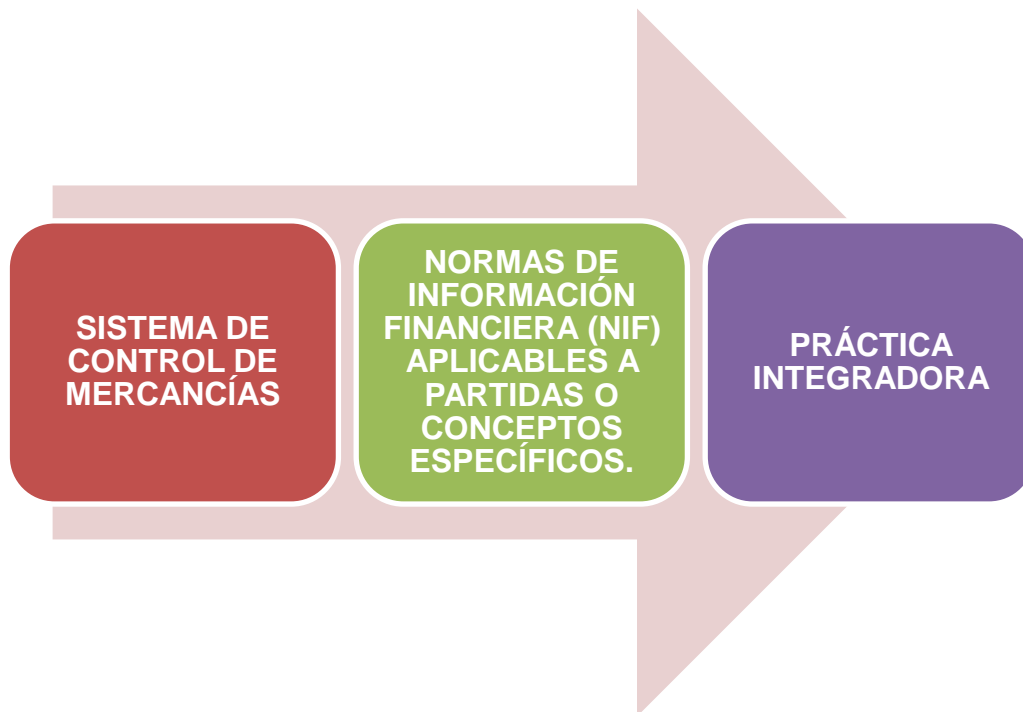 SISTEMA DE
CONTROL DE
MERCANCÍAS
NORMAS DE
INFORMACIÓN
FINANCIERA (NIF)
APLICABLES A
PARTIDAS O
CONCEPTOS
ESPECÍFICOS.
PRÁCTICA
INTEGRADORA